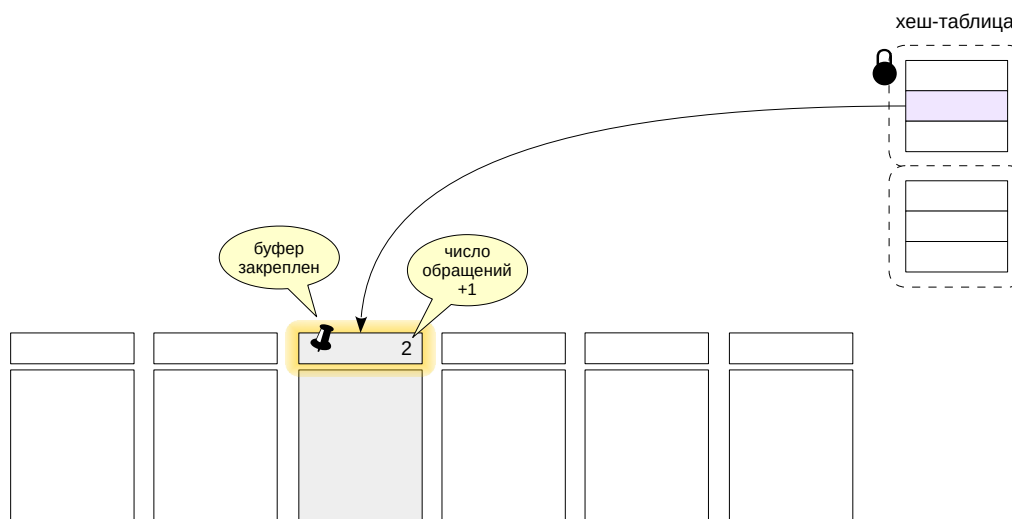 хеш-таблица
буфер
закреплен
число
обращений
+1
2